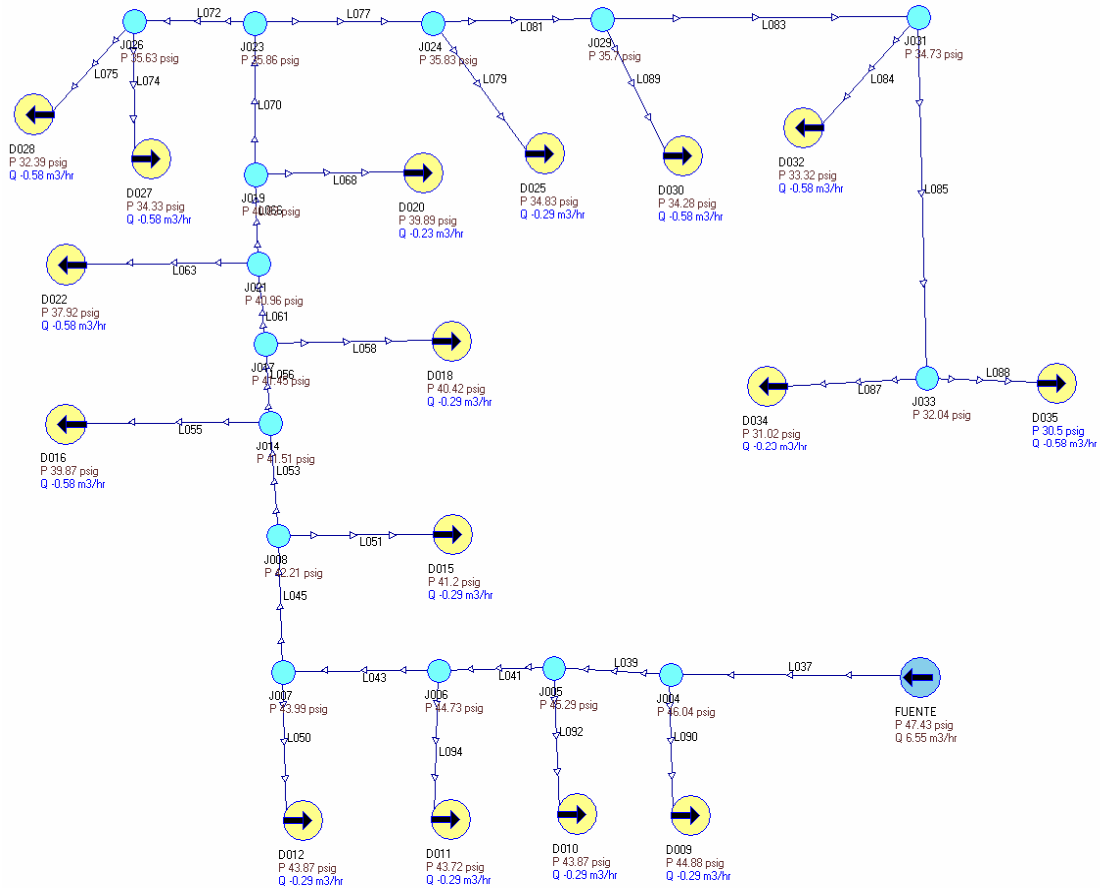 L072
L077
L081
L083
J026
P 35.63 psig
J023
P 35.86 psig
J024
P 35.83 psig
J029
P 35.7 psig
J031
P 34.73 psig
L075
L074
L079
L089
L084
L070
D028
P 32.39 psig
Q -0.58 m3/hr
D027
P 34.33 psig
Q -0.58 m3/hr
L068
D020
P 39.89 psig
Q -0.23 m3/hr
D025
P 34.83 psig
Q -0.29 m3/hr
D030
P 34.28 psig
Q -0.58 m3/hr
D032
P 33.32 psig
Q -0.58 m3/hr
L085
J019
L066
L063
D022
P 37.92 psig
Q -0.58 m3/hr
J021
P 40.96 psig
L061
L058
D018
P 40.42 psig
Q -0.29 m3/hr
J017
P 41.45 psig
L056
L055
D016
P 39.87 psig
Q -0.58 m3/hr
J014
P 41.51 psig
L053
L087
L088
J033
P 32.04 psig
D034
P 31.02 psig
Q -0.23 m3/hr
D035
P 30.5 psig
Q -0.58 m3/hr
L051
J008
P 42.21 psig
D015
P 41.2 psig
Q -0.29 m3/hr
L045
L043
L041
L039
L037
J007
P 43.99 psig
J006
P 44.73 psig
J005
P 45.29 psig
J004
P 46.04 psig
FUENTE
P 47.43 psig
Q 6.55 m3/hr
L050
L094
L092
L090
D012
P 43.87 psig
Q -0.29 m3/hr
D011
P 43.72 psig
Q -0.29 m3/hr
D010
P 43.87 psig
Q -0.29 m3/hr
D009
P 44.88 psig
Q -0.29 m3/hr